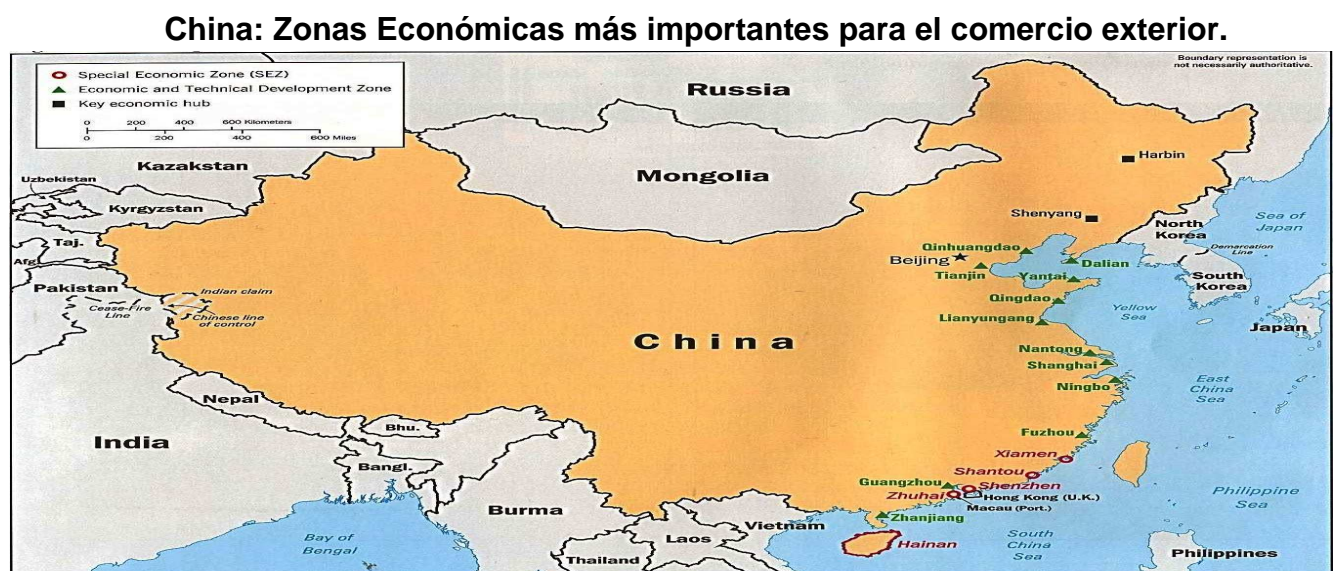 China: Zonas Económicas más importantes para el comercio exterior.
Boundary representation is
not necessarily authoritative.
Special Economic Zone (SEZ)
Economic and Technical Development Zone
Key economic hub
0 200 400 600 Kilometers
0 200 400 600 Miles
Russia
Kazakstan
Mongolia
Harbin
Uzbekistan
Kyrgyzstan
Shenyang
North
Korea
Sea of
Japan
Taj.
Demarcation
Line
Afg.
Qinhuangdao
Beijing
Dalian
Tianjin
Yantai
South
Korea
Pakistan
Indian claim
Cease-Fire
Line
Chinese line
of control
Qingdao
Yellow
Sea
Lianyungang
Japan
China
Nantong
Shanghai
Ningbo
East
China
Sea
Nepal
Bhu.
India
Fuzhou
Xiamen
Bangl.
Shantou
Guangzhou
Shenzhen
Zhuhai
Hong Kong (U.K.)
Macau (Port.)
Philippine
Sea
Burma
Zhanjiang
Vietnam
Laos
Hainan
Bay of
Bengal
South
China
Sea
Thailand
Philippines